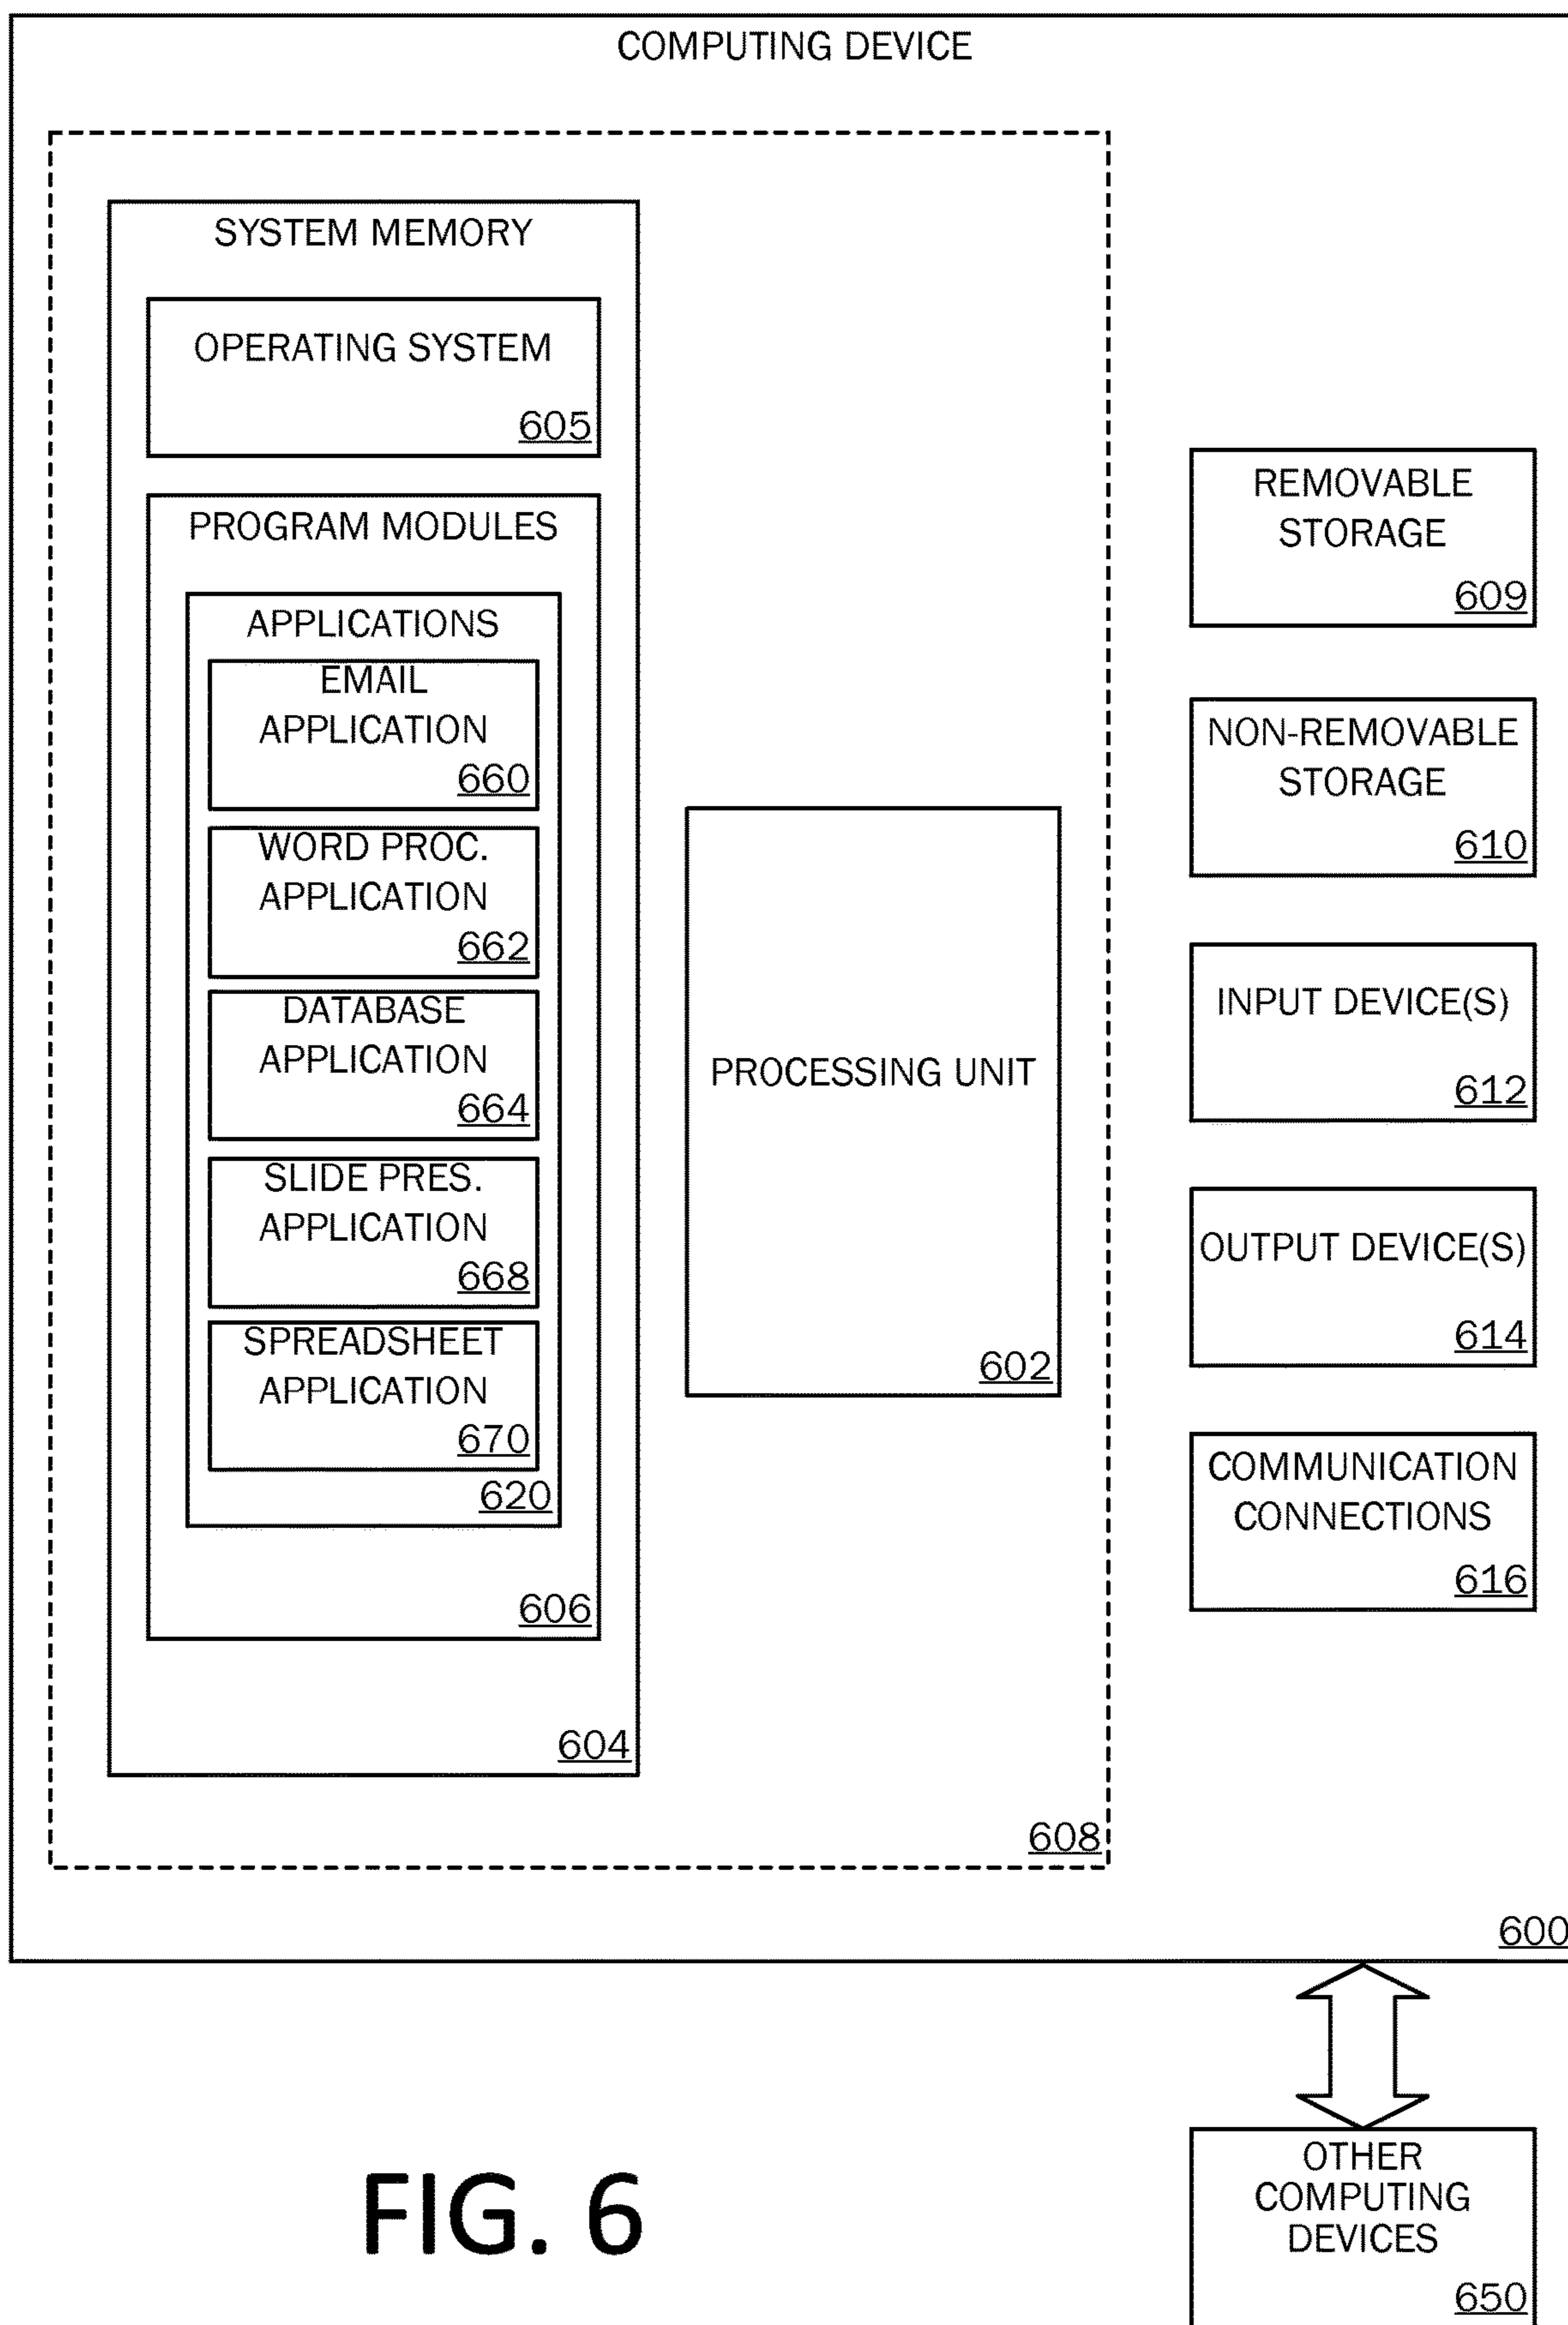 COMPUTING DEVICE
SYSTEM MEMORY
OPERATING SYSTEM
605
PROGRAM MODULES
APPLICATIONS
EMAIL
APPLICATION
660
WORD PROC.
APPLICATION
662
DATABASE
APPLICATION
664
SLIDE PRES.
APPLICATION
668
SPREADSHEET
APPLICATION
670
620
606
604
PROCESSING UNIT
602
608
REMOVABLE
STORAGE
609
NON-REMOVABLE
STORAGE
610
INPUT DEVICE(S)
612
OUTPUT DEVICE(S)
614
COMMUNICATION
CONNECTIONS
616
600
OTHER
COMPUTING
DEVICES
650
FIG. 6